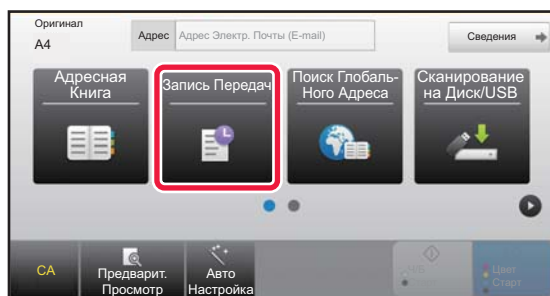 Оригинал
A4
Адрес
Адрес Электр. Почты (E-mail)
Сведения
Адресная
Книга
Запись Передач
Поиск Глобаль-
Ного Адреса
Сканирование
на Диск/USB
CA
Предварит.
Просмотр
Авто
Настройка
Цвет
Старт